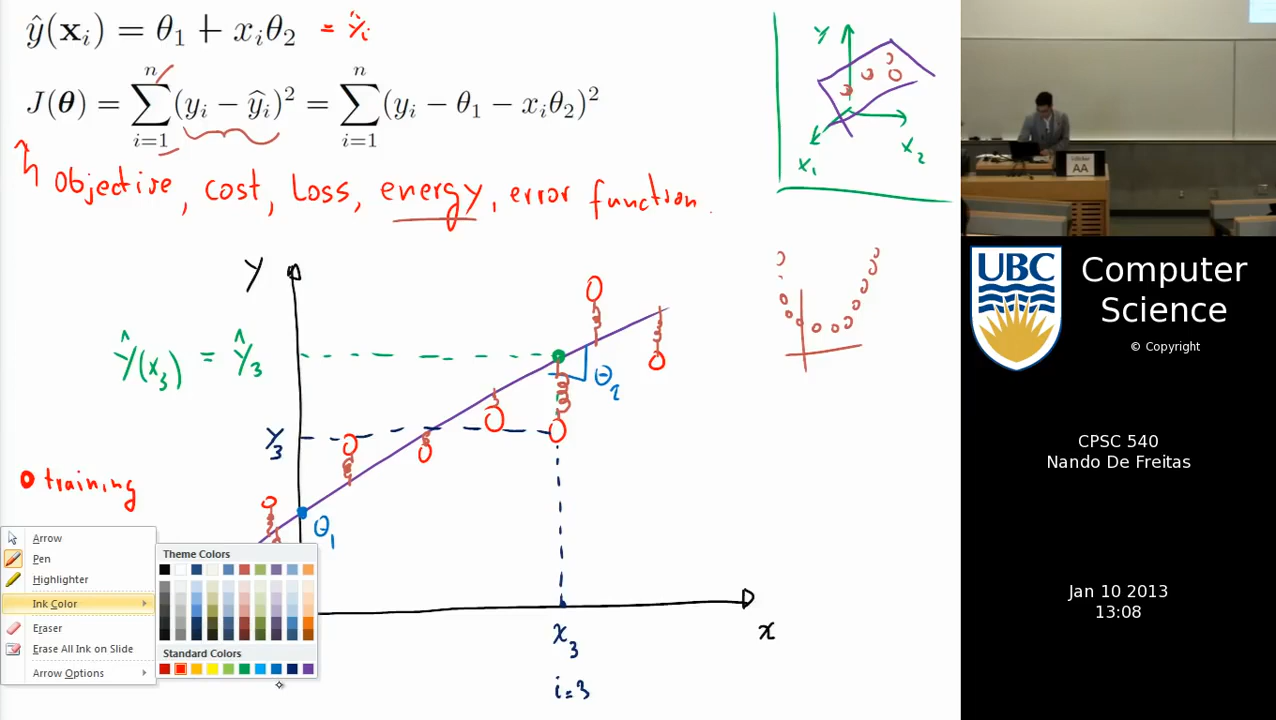 ŷ(xᵢ) = θ₁ + xᵢθ₂ = ŷᵢ
J(θ) = ∑ᵢ₌₁ⁿ (yᵢ − ŷᵢ)² = ∑ᵢ₌₁ⁿ (yᵢ − θ₁ − xᵢθ₂)²
Objective, cost, Loss, energy, error function.
y
x₁
x₂
y
ŷ(x₃) = ŷ₃
θ₂
y₃
training
θ₁
x
x₃
i=3
Arrow
Pen
Highlighter
Ink Color
Eraser
Erase All Ink on Slide
Arrow Options
Theme Colors
Standard Colors
AA
UBC
Computer
Science
© Copyright
CPSC 540
Nando De Freitas
Jan 10 2013
13:08